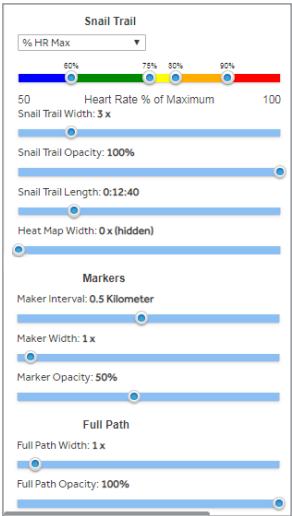 Snail Trail
% HR Max
60% 75% 80% 90%
50 Heart Rate % of Maximum 100
Snail Trail Width: 3 x
Snail Trail Opacity: 100%
Snail Trail Length: 0:12:40
Heat Map Width: 0 x (hidden)
Markers
Maker Interval: 0.5 Kilometer
Maker Width: 1 x
Marker Opacity: 50%
Full Path
Full Path Width: 1 x
Full Path Opacity: 100%